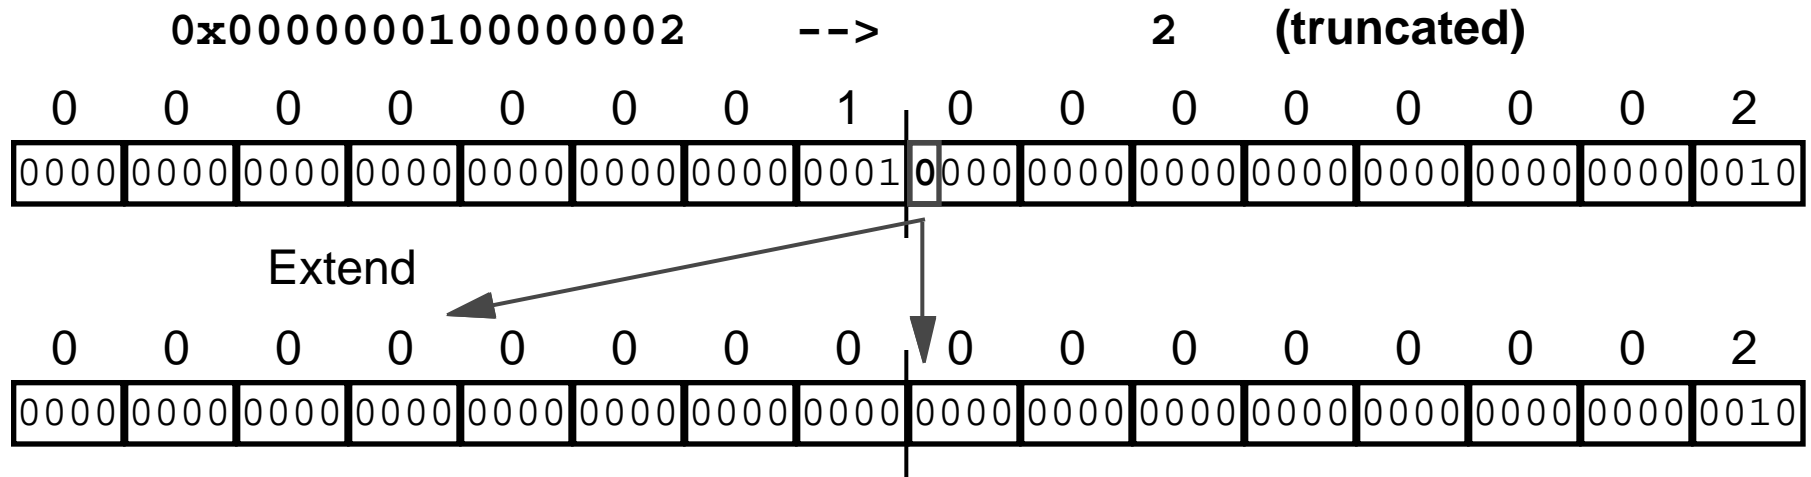 0x0000000100000002 --> 2 (truncated)
0 0 0 0 0 0 0 1 0 0 0 0 0 0 0 2
0000 0000 0000 0000 0000 0000 0000 0001 0000 0000 0000 0000 0000 0000 0000 0010
Extend
0 0 0 0 0 0 0 0 0 0 0 0 0 0 0 2
0000 0000 0000 0000 0000 0000 0000 0000 0000 0000 0000 0000 0000 0000 0000 0010